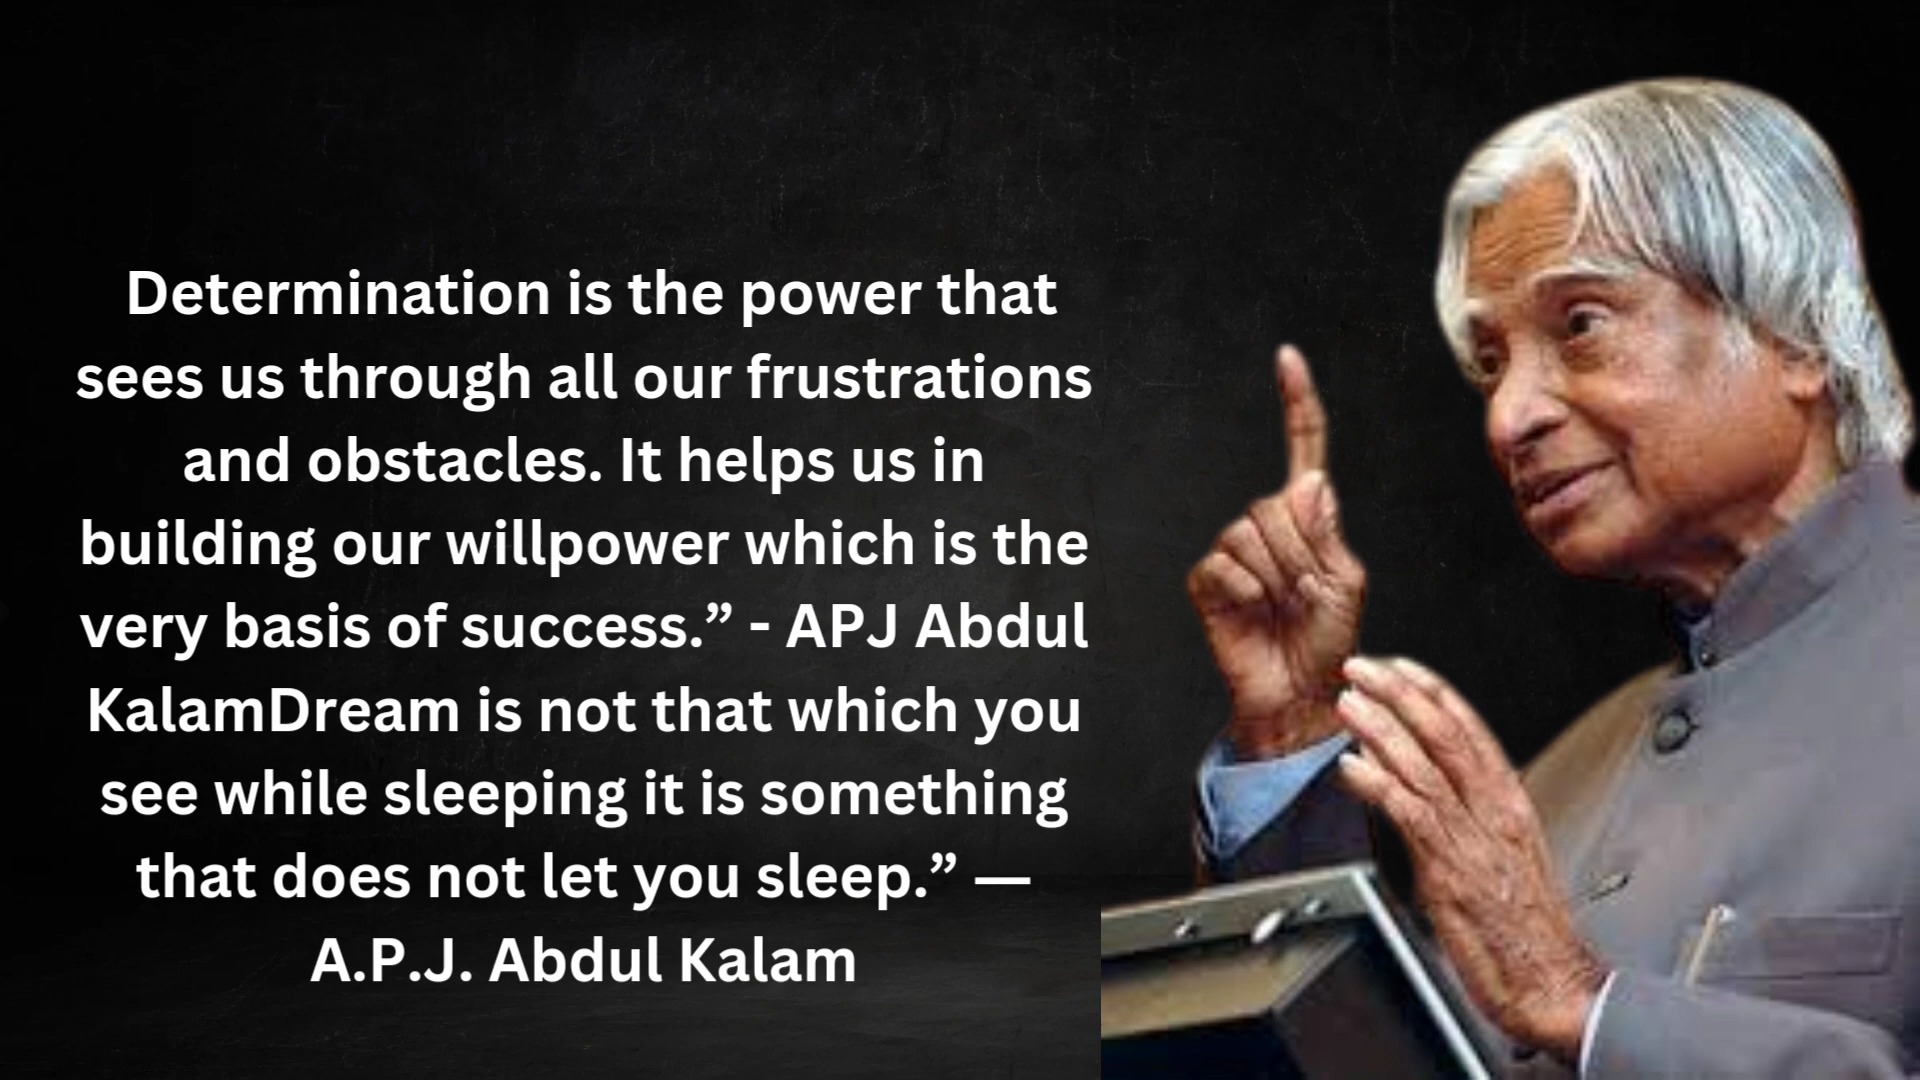 Determination is the power that
sees us through all our frustrations
and obstacles. It helps us in
building our willpower which is the
very basis of success.” - APJ Abdul
KalamDream is not that which you
see while sleeping it is something
that does not let you sleep.” —
A.P.J. Abdul Kalam